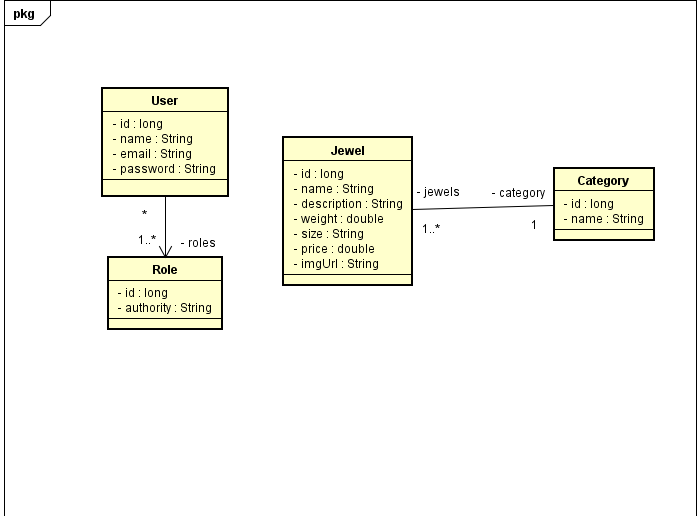 pkg
User
- id : long
- name : String
- email : String
- password : String
*
1..*
- roles
Role
- id : long
- authority : String
Jewel
- id : long
- name : String
- description : String
- weight : double
- size : String
- price : double
- imgUrl : String
- jewels
1..*
- category
1
Category
- id : long
- name : String